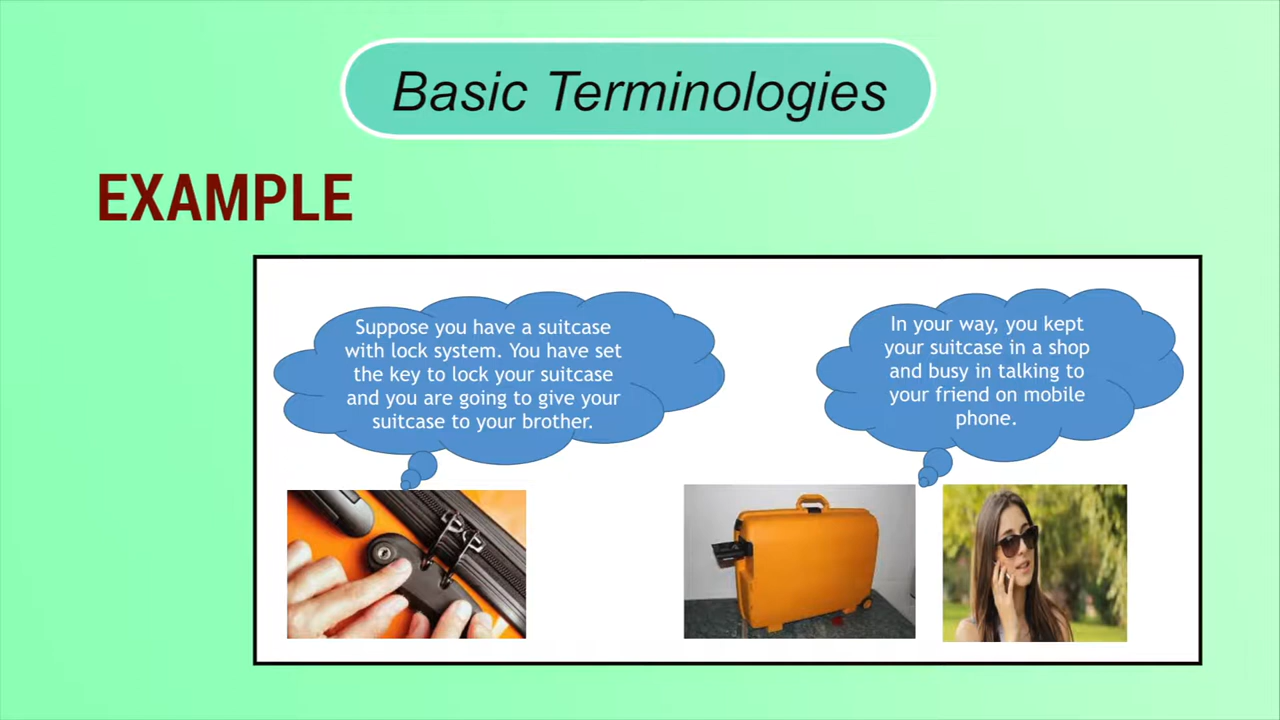 Basic Terminologies
EXAMPLE
Suppose you have a suitcase
with lock system. You have set
the key to lock your suitcase
and you are going to give your
suitcase to your brother.
In your way, you kept
your suitcase in a shop
and busy in talking to
your friend on mobile
phone.